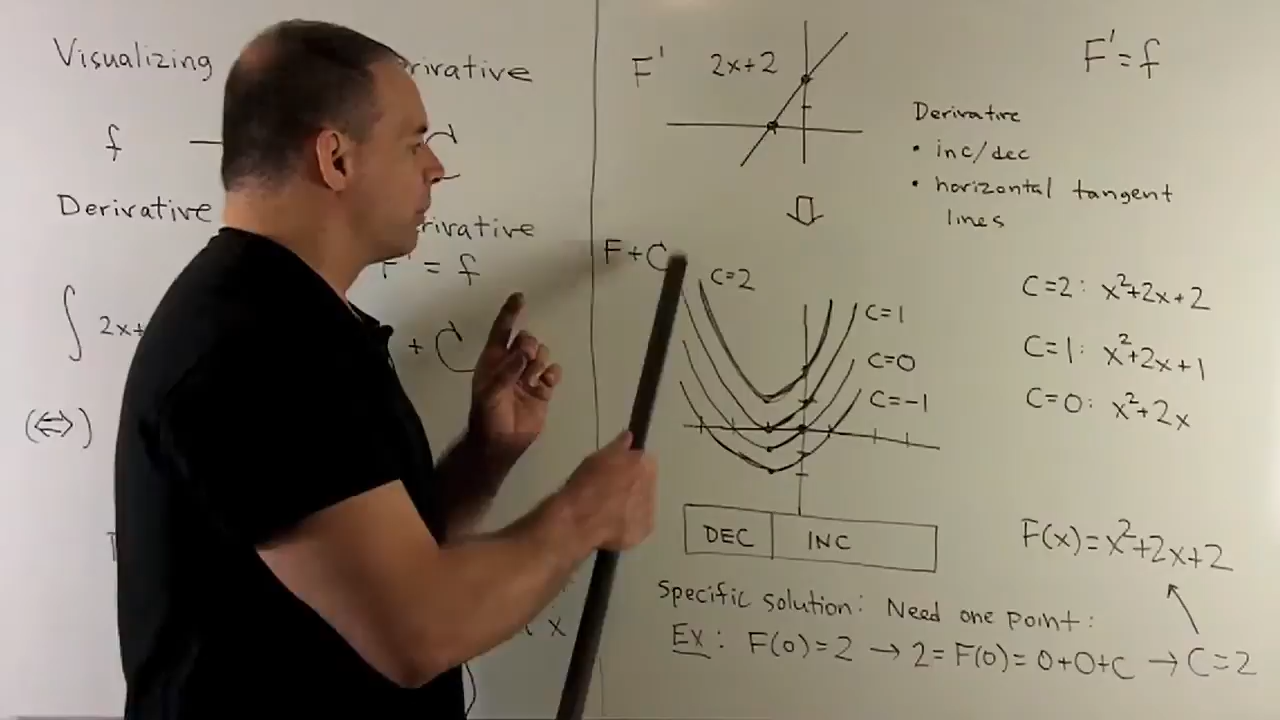 Visualizing
f
Derivative
F' = f
∫ 2x+ + C
(⇔)
x
F' 2x+2
F' = f
Derivative
• inc/dec
• horizontal tangent
lines
F+C
C=2
C=1
C=0
C=-1
C=2: x²+2x+2
C=1: x²+2x+1
C=0: x²+2x
DEC INC
F(x)=x²+2x+2
Specific solution: Need one point:
Ex: F(0)=2 → 2=F(0)=0+0+C → C=2